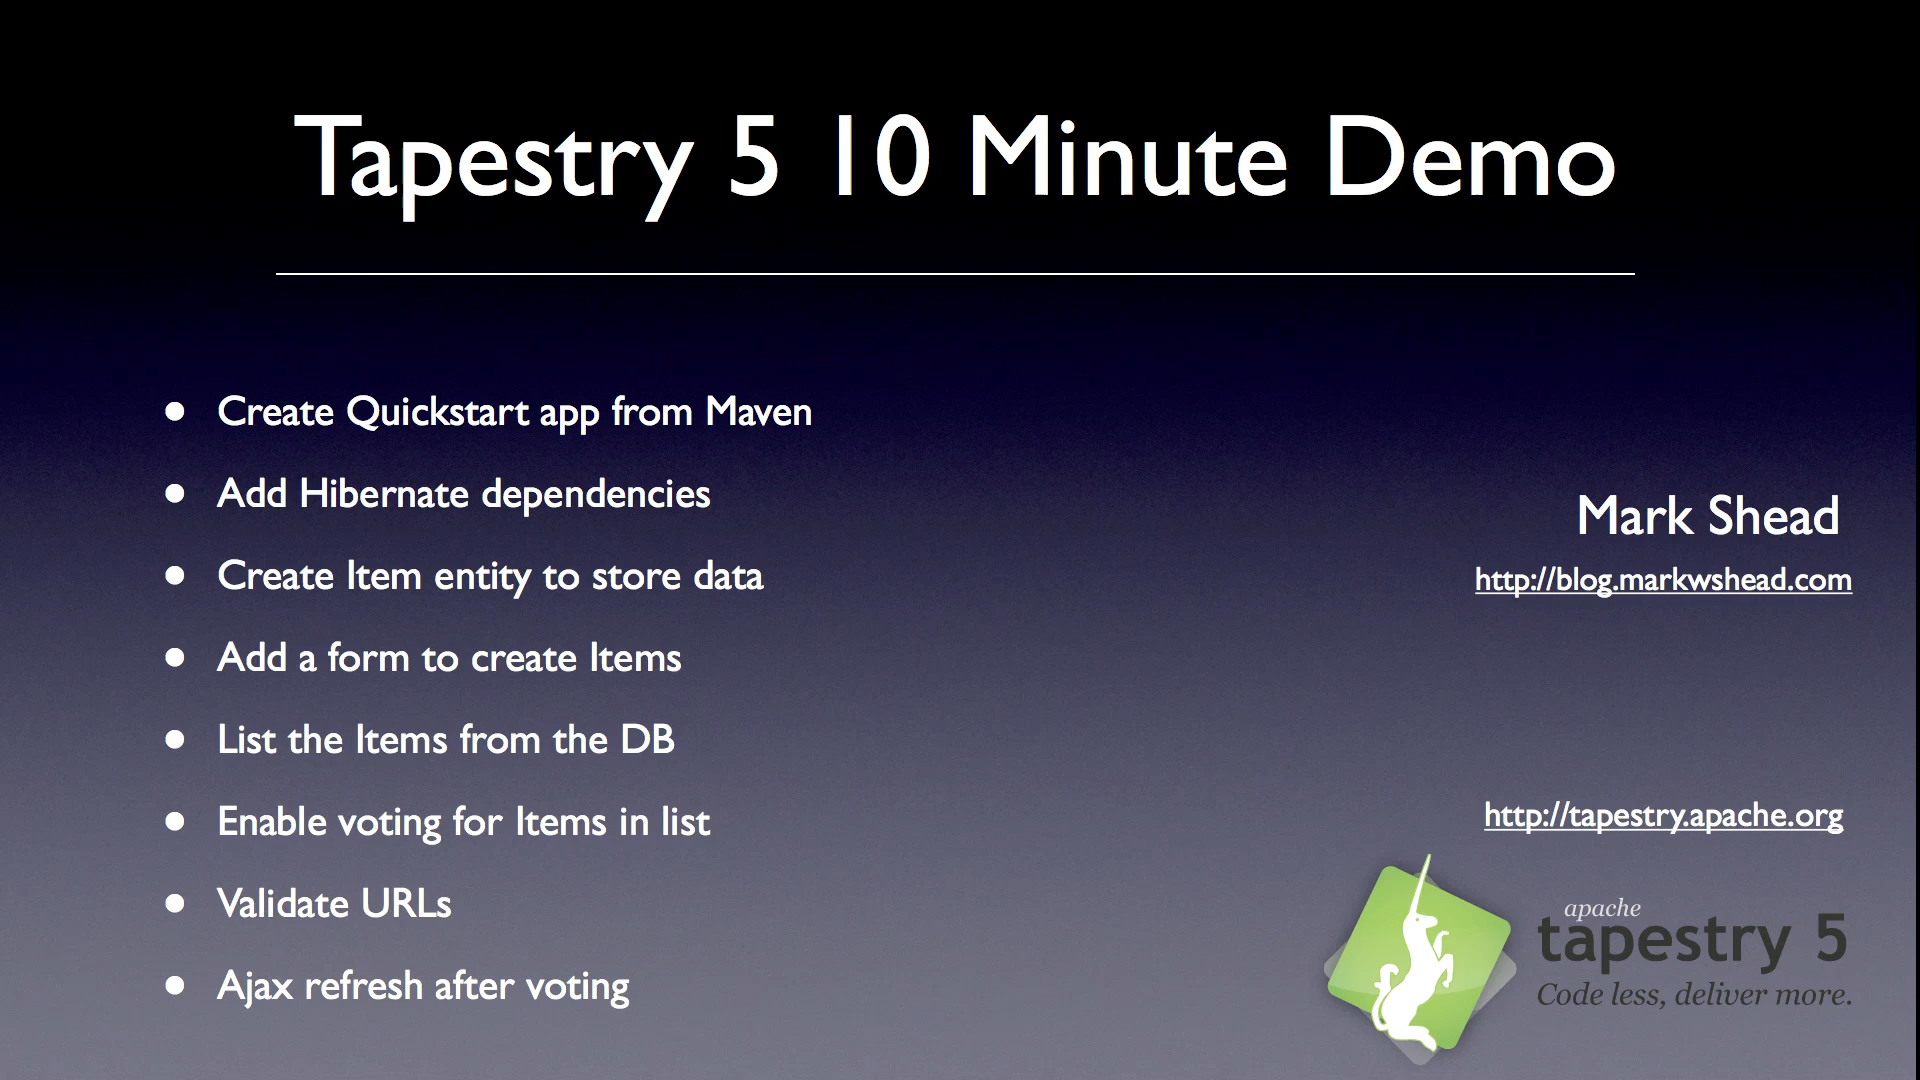 Tapestry 5 10 Minute Demo
Create Quickstart app from Maven
Add Hibernate dependencies
Create Item entity to store data
Add a form to create Items
List the Items from the DB
Enable voting for Items in list
Validate URLs
Ajax refresh after voting
Mark Shead
http://blog.markwshead.com
http://tapestry.apache.org
apache
tapestry 5
Code less, deliver more.